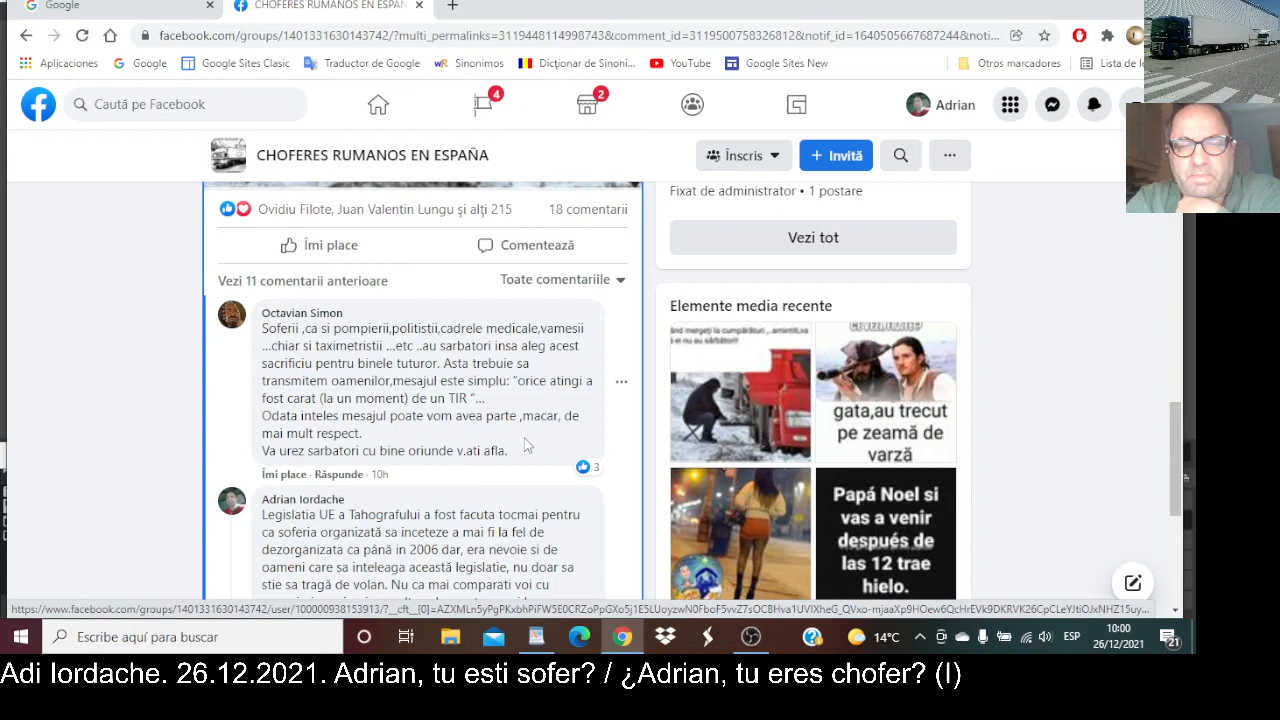 Google
CHOFERES RUMANOS EN ESPAÑ
facebook.com/groups/1401331630143742/?multi_permalinks=3119448114998743&comment_id=3119500758326812&notif_id=1640505667687244&noti...
Aplicaciones Google Google Sites Clasic Traductor de Google Sinonimos Dicţionar de Sinoni... YouTube Google Sites New Otros marcadores Lista de le
Caută pe Facebook
4
2
Adrian
CHOFERES RUMANOS EN ESPAÑA
Înscris
+ Invită
Ovidiu Filote, Juan Valentin Lungu și alți 215 18 comentarii
Îmi place Comentează
Vezi 11 comentarii anterioare Toate comentariile
Octavian Simon
Soferii ,ca si pompierii,politistii,cadrele medicale,vamesii
...chiar si taximetristii ...etc ..au sarbatori insa aleg acest
sacrificiu pentru binele tuturor. Asta trebuie sa
transmitem oamenilor,mesajul este simplu: “orice atingi a
fost carat (la un moment) de un TIR “...
Odata inteles mesajul poate vom avea parte ,macar, de
mai mult respect.
Va urez sarbatori cu bine oriunde v.ati afla.
3
Îmi place · Răspunde · 10h
Adrian Iordache
Legislatia UE a Tahografului a fost facuta tocmai pentru
ca soferia organizată sa inceteze a mai fi la fel de
dezorganizata ca până in 2006 dar, era nevoie si de
oameni care sa inteleaga această legislatie, nu doar sa
stie sa tragă de volan. Nu ca mai comparati voi cu
Fixat de administrator • 1 postare
Vezi tot
Elemente media recente
ând mergeți la cumpărături
gata,au trecut
pe zeamă de
varză
Papá Noel si
vas a venir
después de
las 12 trae
hielo.
Escribe aquí para buscar
14°C
ESP
10:00
26/12/2021
21
Adi Iordache. 26.12.2021. Adrian, tu esti sofer? / ¿Adrian, tu eres chofer? (I)